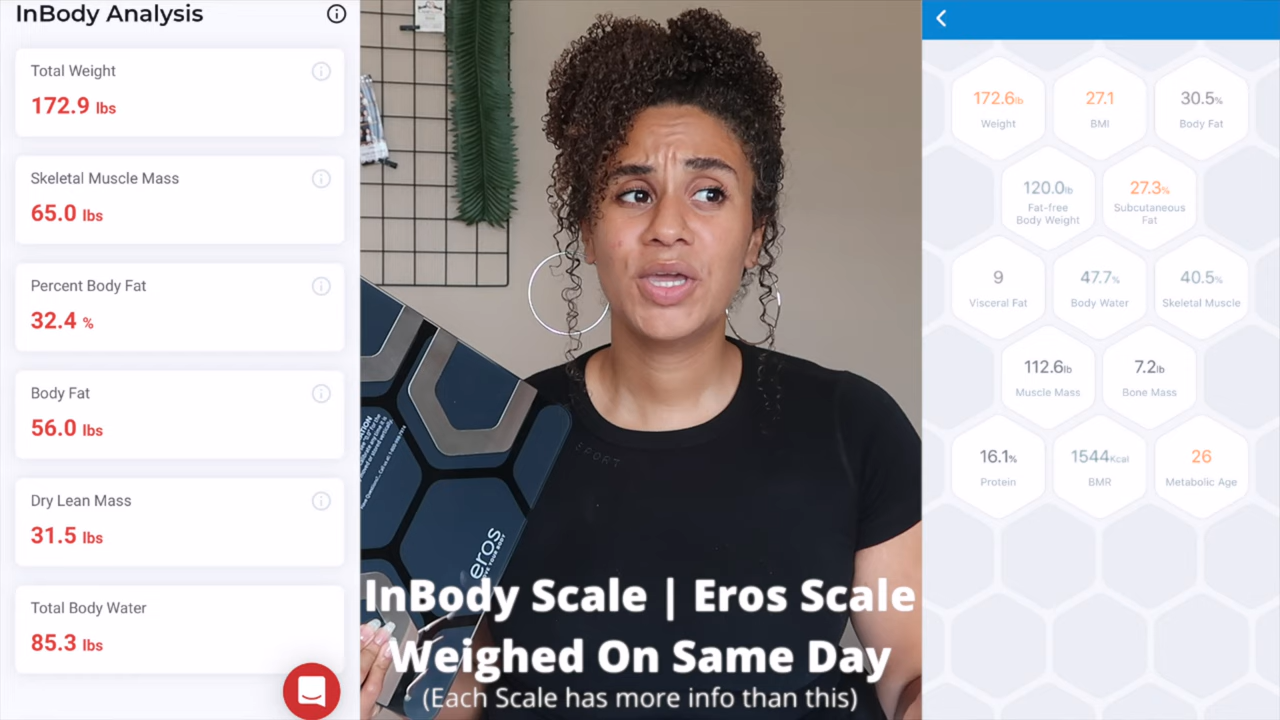 InBody Analysis
Total Weight
172.9 lbs
Skeletal Muscle Mass
65.0 lbs
Percent Body Fat
32.4 %
Body Fat
56.0 lbs
Dry Lean Mass
31.5 lbs
Total Body Water
85.3 lbs
SPORT
eros
InBody Scale | Eros Scale
Weighed On Same Day
(Each Scale has more info than this)
172.6lb
Weight
27.1
BMI
30.5%
Body Fat
120.0lb
Fat-free
Body Weight
27.3%
Subcutaneous
Fat
9
Visceral Fat
47.7%
Body Water
40.5%
Skeletal Muscle
112.6lb
Muscle Mass
7.2lb
Bone Mass
16.1%
Protein
1544Kcal
BMR
26
Metabolic Age